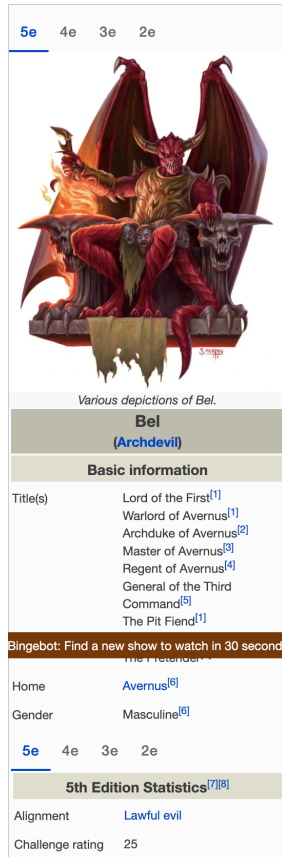 5e 4e 3e 2e
Various depictions of Bel.
Bel
(Archdevil)
Basic information
Title(s) Lord of the First[1]
Warlord of Avernus[1]
Archduke of Avernus[2]
Master of Avernus[3]
Regent of Avernus[4]
General of the Third
Command[5]
The Pit Fiend[1]
Bingebot: Find a new show to watch in 30 second
The Pretender
Home Avernus[6]
Gender Masculine[6]
5e 4e 3e 2e
5th Edition Statistics[7][8]
Alignment Lawful evil
Challenge rating 25